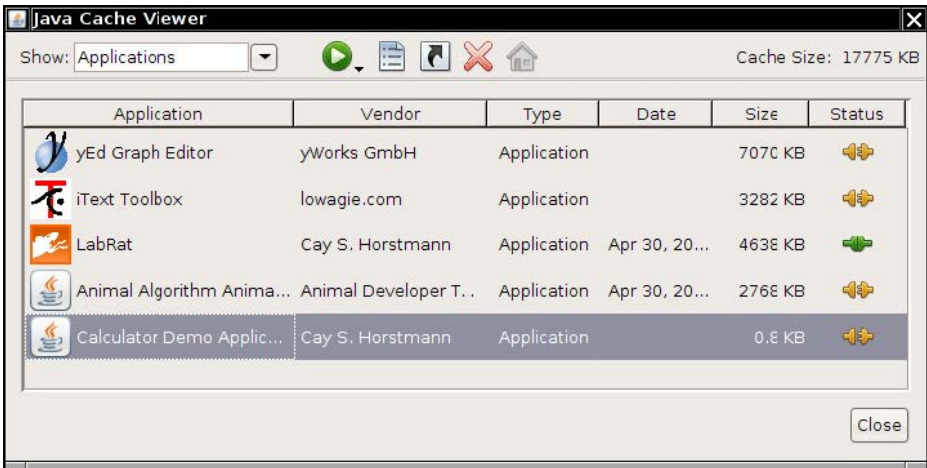 Java Cache Viewer
Show: Applications Cache Size: 17775 KB
Application Vendor Type Date Size Status
yEd Graph Editor yWorks GmbH Application 7070 KB
iText Toolbox lowagie.com Application 3282 KB
LabRat Cay S. Horstmann Application Apr 30, 20... 4638 KB
Animal Algorithm Anima... Animal Developer T.. Application Apr 30, 20... 2768 KB
Calculator Demo Applic... Cay S. Horstmann Application 0.8 KB
Close